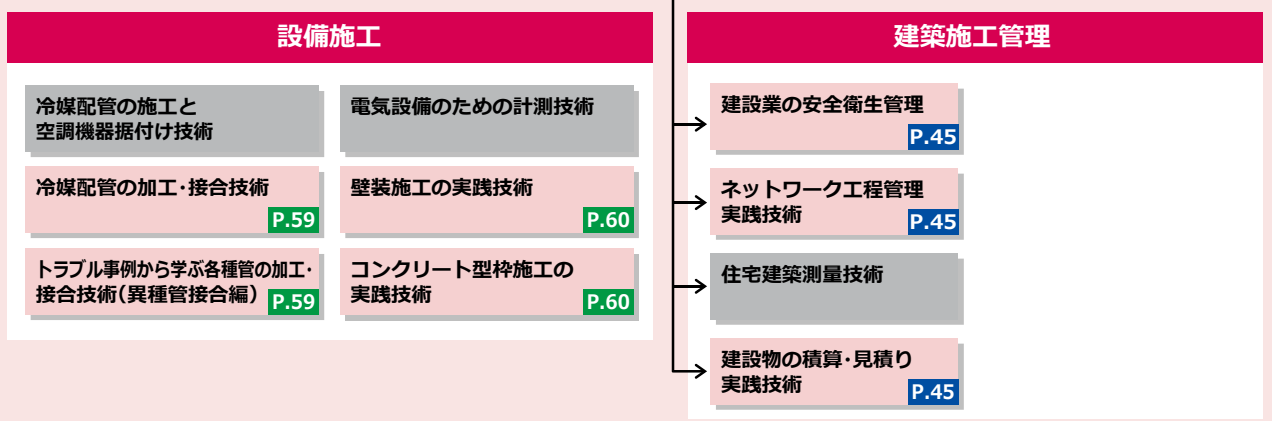 設備施工
冷媒配管の施工と
空調機器据付け技術
電気設備のための計測技術
冷媒配管の加工・接合技術
P.59
壁装施工の実践技術
P.60
トラブル事例から学ぶ各種管の加工・
接合技術（異種管接合編）
P.59
コンクリート型枠施工の
実践技術
P.60
建築施工管理
建設業の安全衛生管理
P.45
ネットワーク工程管理
実践技術
P.45
住宅建築測量技術
建設物の積算・見積り
実践技術
P.45